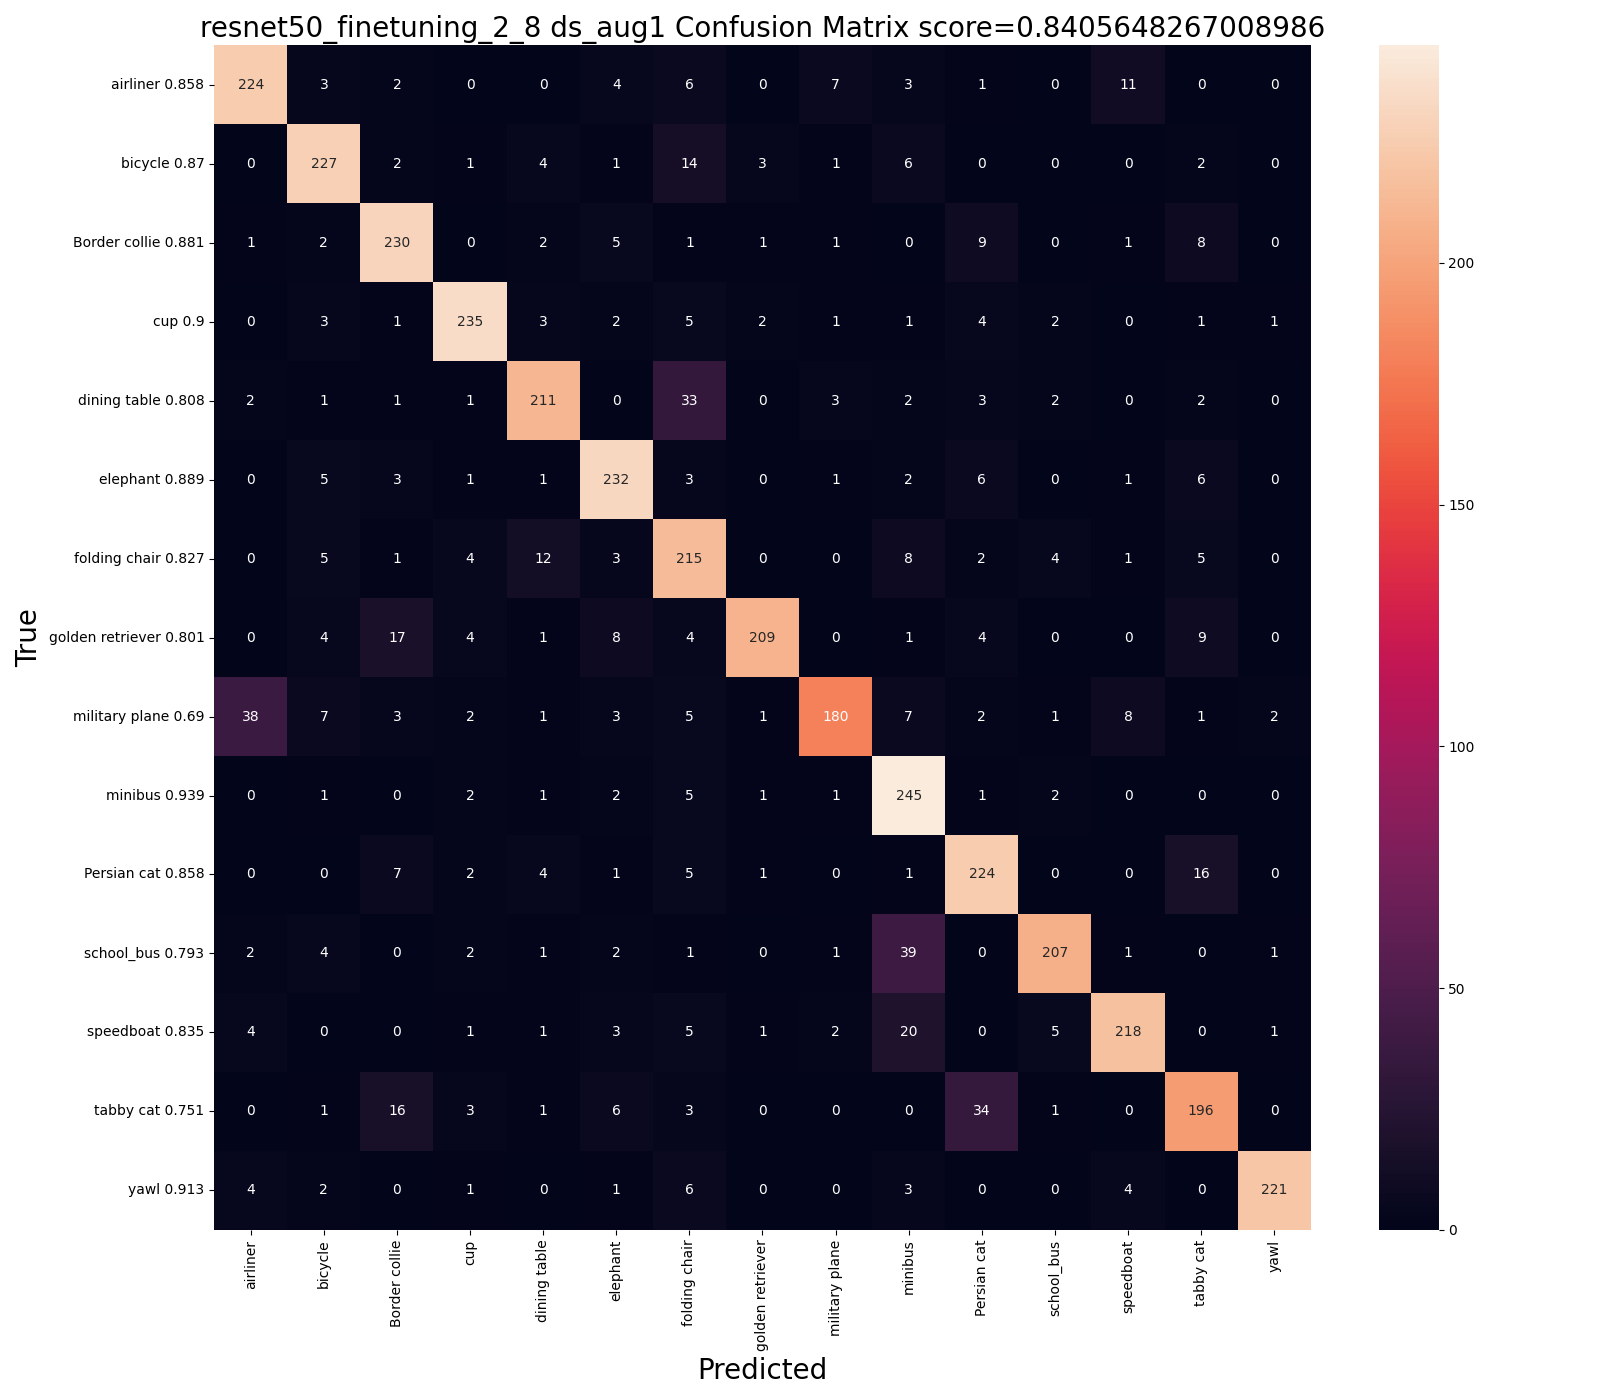 resnet50_finetuning_2_8 ds_aug1 Confusion Matrix score=0.8405648267008986
airliner 0.858 224 3 2 0 0 4 6 0 7 3 1 0 11 0 0
bicycle 0.87 0 227 2 1 4 1 14 3 1 6 0 0 0 2 0
Border collie 0.881 1 2 230 0 2 5 1 1 1 0 9 0 1 8 0
cup 0.9 0 3 1 235 3 2 5 2 1 1 4 2 0 1 1
dining table 0.808 2 1 1 1 211 0 33 0 3 2 3 2 0 2 0
elephant 0.889 0 5 3 1 1 232 3 0 1 2 6 0 1 6 0
folding chair 0.827 0 5 1 4 12 3 215 0 0 8 2 4 1 5 0
golden retriever 0.801 0 4 17 4 1 8 4 209 0 1 4 0 0 9 0
military plane 0.69 38 7 3 2 1 3 5 1 180 7 2 1 8 1 2
minibus 0.939 0 1 0 2 1 2 5 1 1 245 1 2 0 0 0
Persian cat 0.858 0 0 7 2 4 1 5 1 0 1 224 0 0 16 0
school_bus 0.793 2 4 0 2 1 2 1 0 1 39 0 207 1 0 1
speedboat 0.835 4 0 0 1 1 3 5 1 2 20 0 5 218 0 1
tabby cat 0.751 0 1 16 3 1 6 3 0 0 0 34 1 0 196 0
yawl 0.913 4 2 0 1 0 1 6 0 0 3 0 0 4 0 221
True
airliner bicycle Border collie cup dining table elephant folding chair golden retriever military plane minibus Persian cat school_bus speedboat tabby cat yawl
Predicted
200
150
100
50
0